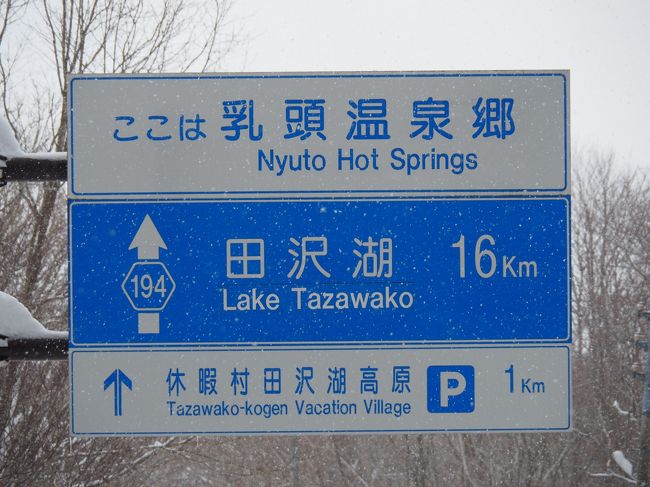 ここは 乳頭温泉郷
Nyuto Hot Springs
194 田沢湖 16Km
Lake Tazawako
休暇村田沢湖高原 P 1Km
Tazawako-kogen Vacation Village